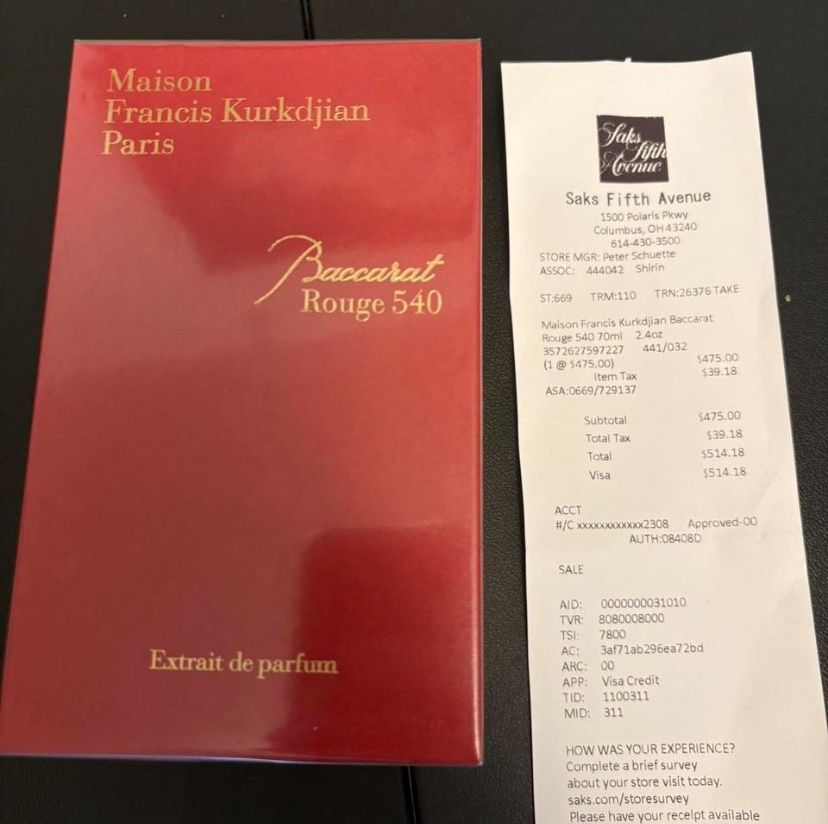 Maison
Francis Kurkdjian
Paris
Baccarat
Rouge 540
Extrait de parfum
Saks
fifth
Avenue
Saks Fifth Avenue
1500 Polaris Pkwy
Columbus, OH 43240
614-430-3500
STORE MGR: Peter Schuette
ASSOC: 444042 Shirin
ST:669 TRM:110 TRN:26376 TAKE
Maison Francis Kurkdjian Baccarat
Rouge 540 70ml 2.4oz
3572627597227 441/032
(1 @ $475.00) $475.00
Item Tax $39.18
ASA:0669/729137
Subtotal $475.00
Total Tax $39.18
Total $514.18
Visa $514.18
ACCT
#/C xxxxxxxxxxxx2308 Approved-00
AUTH:08408D
SALE
AID: 0000000031010
TVR: 8080008000
TSI: 7800
AC: 3af71ab296ea72bd
ARC: 00
APP: Visa Credit
TID: 1100311
MID: 311
HOW WAS YOUR EXPERIENCE?
Complete a brief survey
about your store visit today.
saks.com/storesurvey
Please have your receipt available